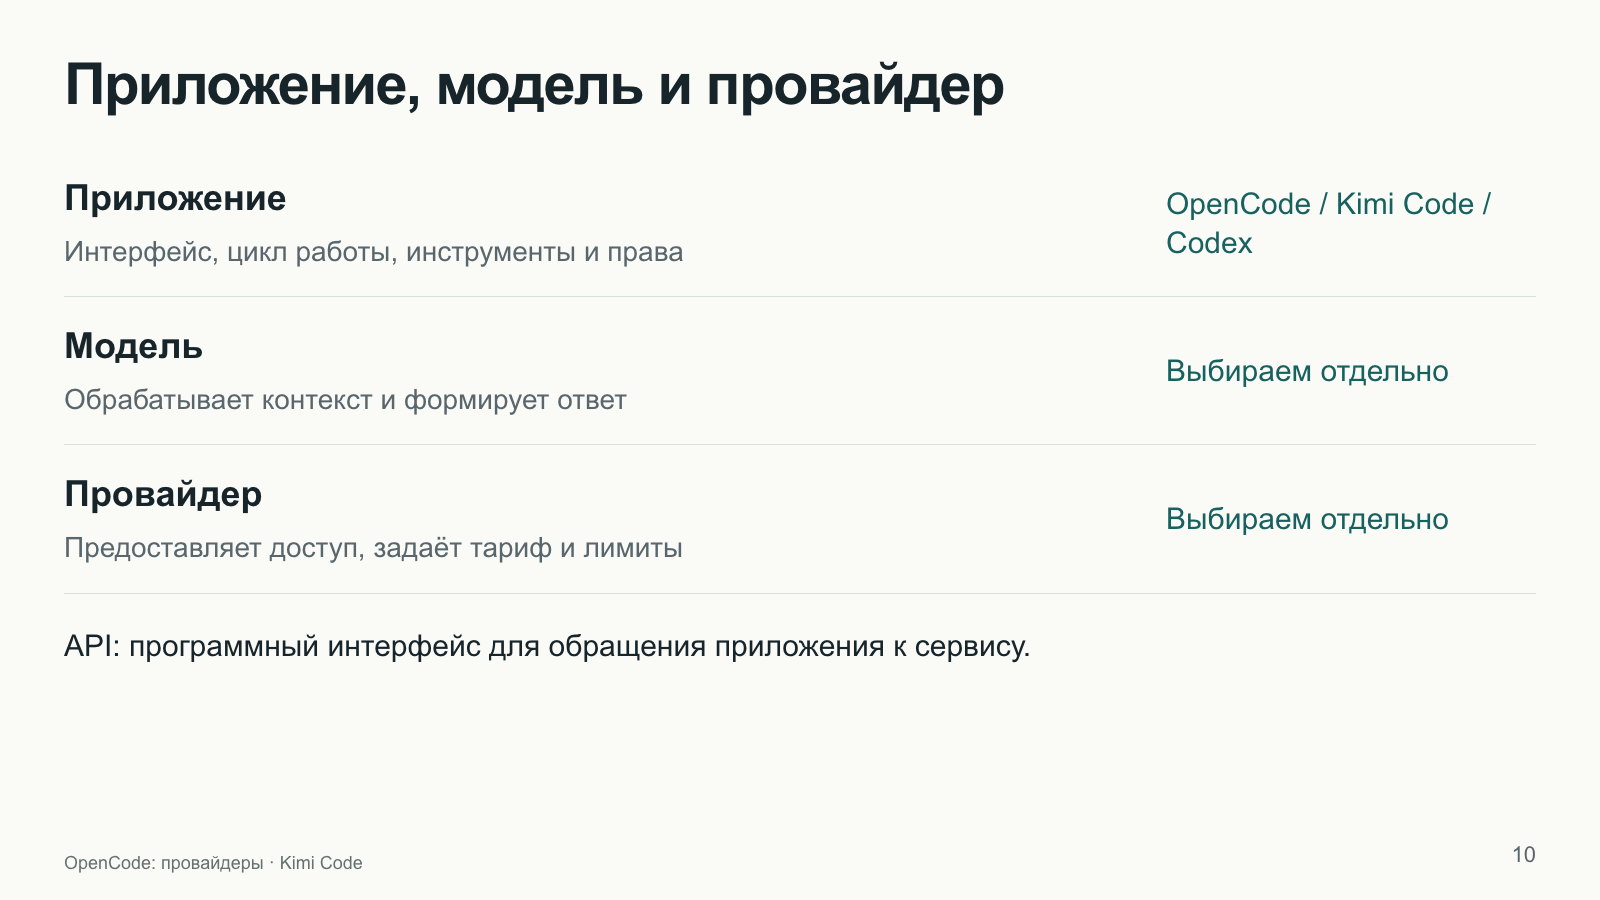 Приложение, модель и провайдер
Приложение
Интерфейс, цикл работы, инструменты и права
OpenCode / Kimi Code /
Codex
Модель
Обрабатывает контекст и формирует ответ
Выбираем отдельно
Провайдер
Предоставляет доступ, задаёт тариф и лимиты
Выбираем отдельно
API: программный интерфейс для обращения приложения к сервису.
OpenCode: провайдеры · Kimi Code
10